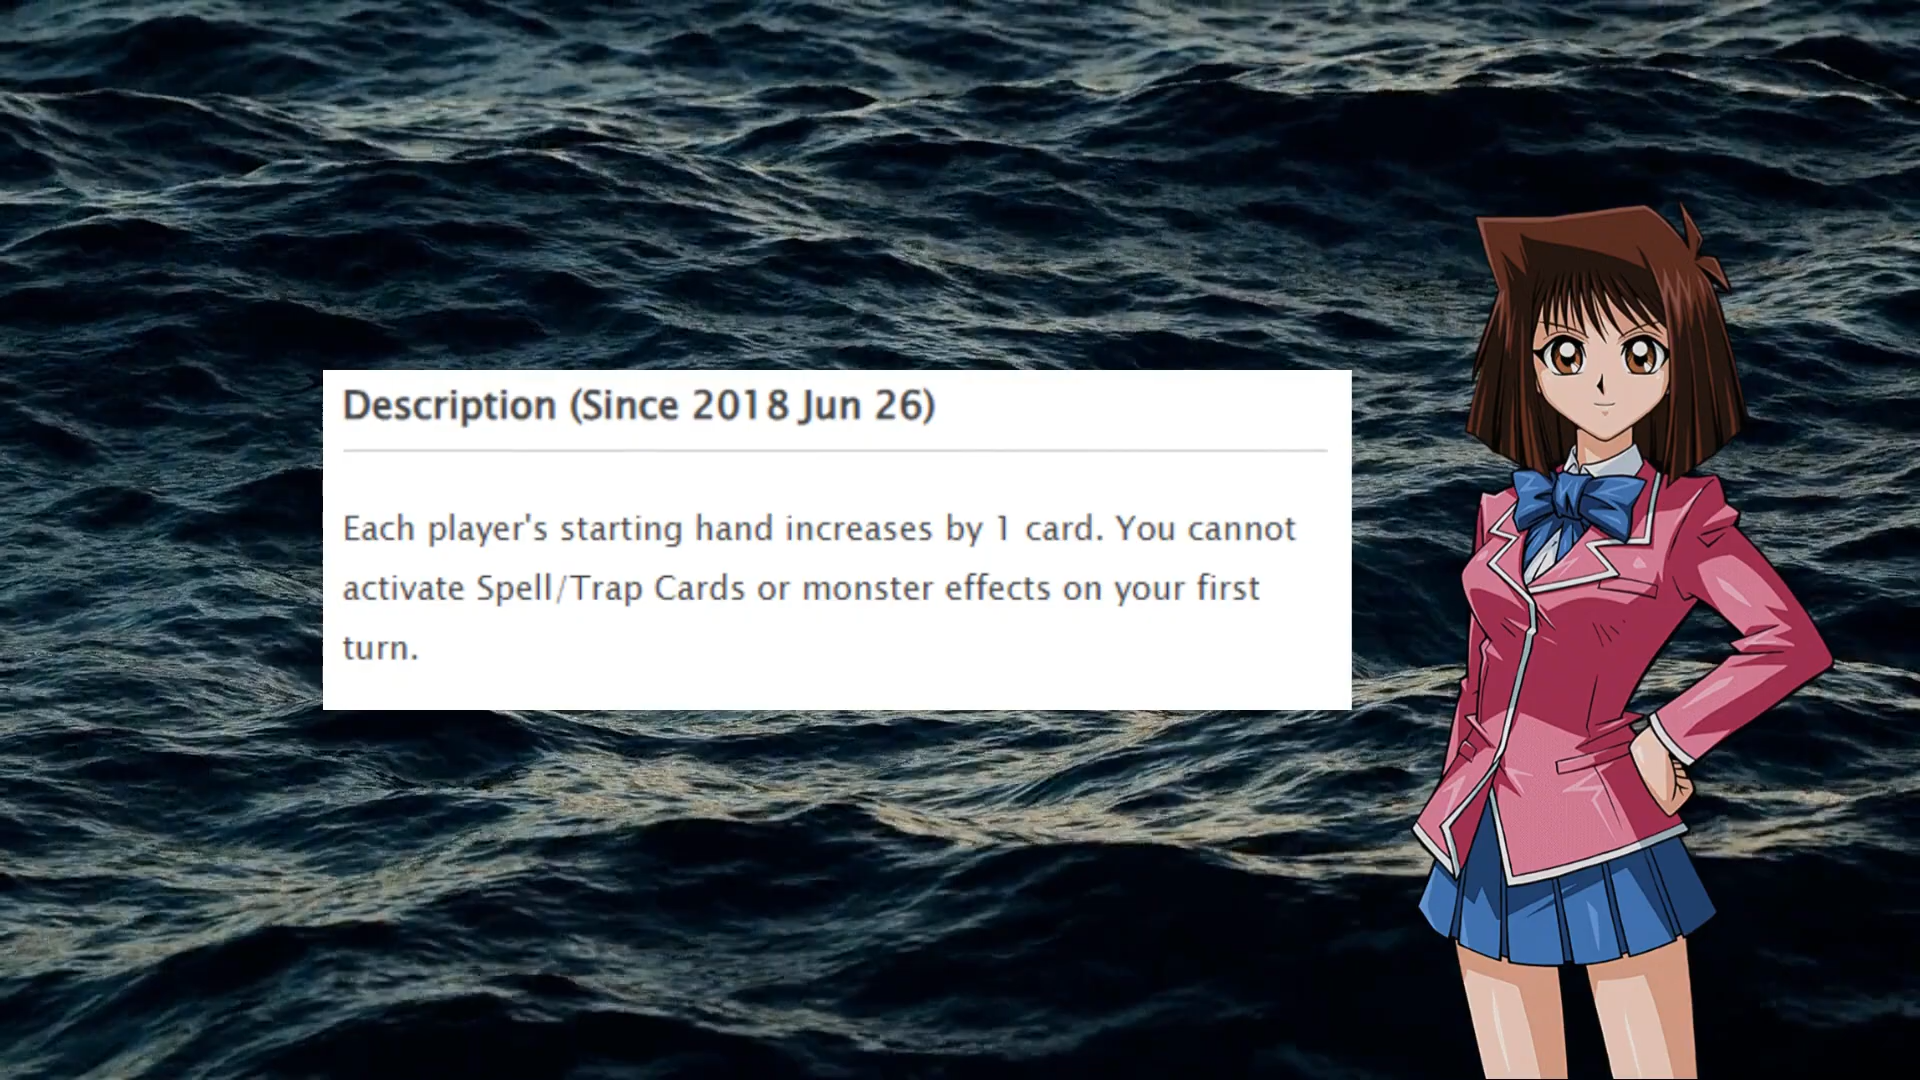 Description (Since 2018 Jun 26)
Each player's starting hand increases by 1 card. You cannot
activate Spell/Trap Cards or monster effects on your first
turn.